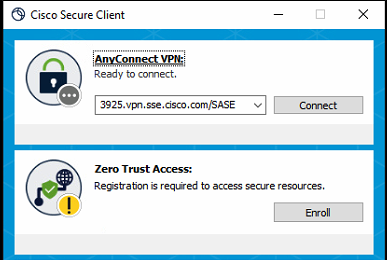 Cisco Secure Client
AnyConnect VPN:
Ready to connect.
3925.vpn.sse.cisco.com/SASE
Connect
Zero Trust Access:
Registration is required to access secure resources.
Enroll